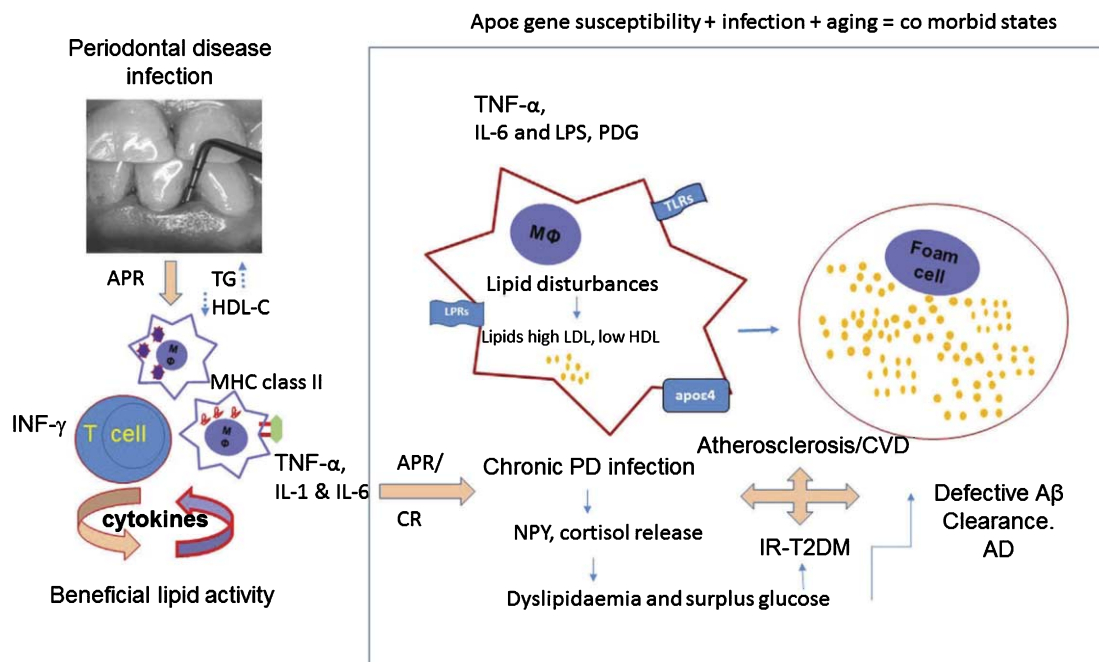 Apoε gene susceptibility + infection + aging = co morbid states
Periodontal disease
infection
APR
TG
HDL-C
MΦ
MHC class II
INF-γ
T cell
MΦ
TNF-α,
IL-1 & IL-6
cytokines
Beneficial lipid activity
APR/
CR
TNF-α,
IL-6 and LPS, PDG
TLRs
MΦ
Lipid disturbances
LPRs
Lipids high LDL, low HDL
apoε4
Foam
cell
Chronic PD infection
NPY, cortisol release
Dyslipidaemia and surplus glucose
Atherosclerosis/CVD
IR-T2DM
Defective Aβ
Clearance.
AD